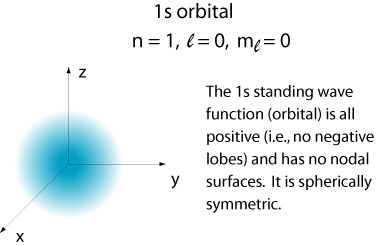 1s orbital
n = 1, ℓ = 0, mℓ = 0
z
y
x
The 1s standing wave
function (orbital) is all
positive (i.e., no negative
lobes) and has no nodal
surfaces. It is spherically
symmetric.